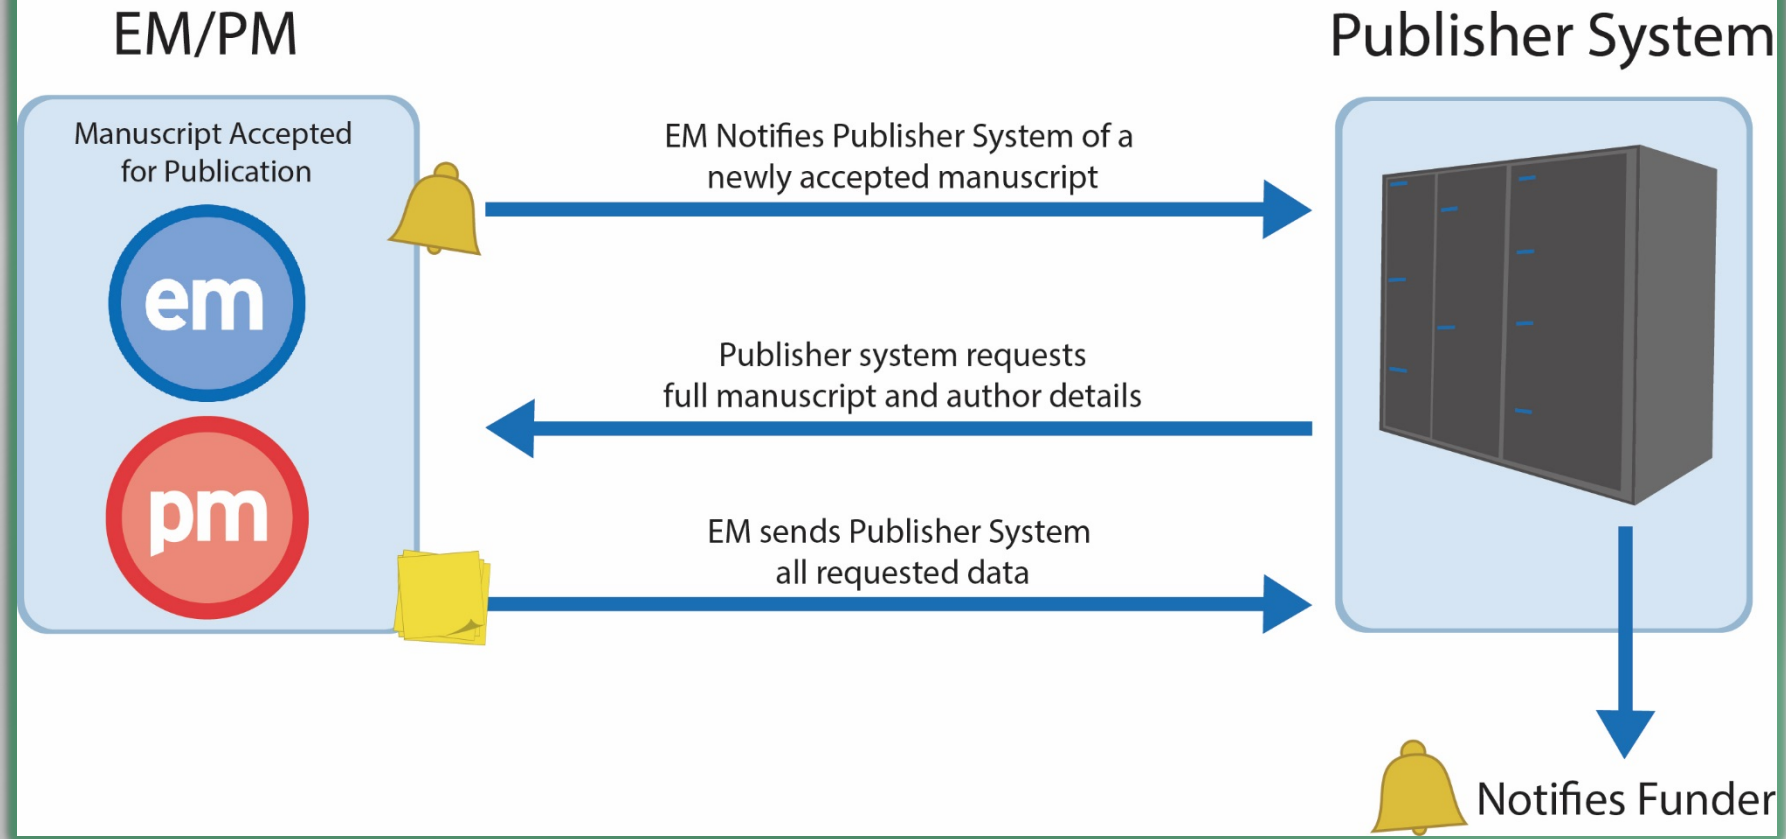 EM/PM
Publisher System
Manuscript Accepted
for Publication
em
pm
EM Notifies Publisher System of a
newly accepted manuscript
Publisher system requests
full manuscript and author details
EM sends Publisher System
all requested data
Notifies Funder